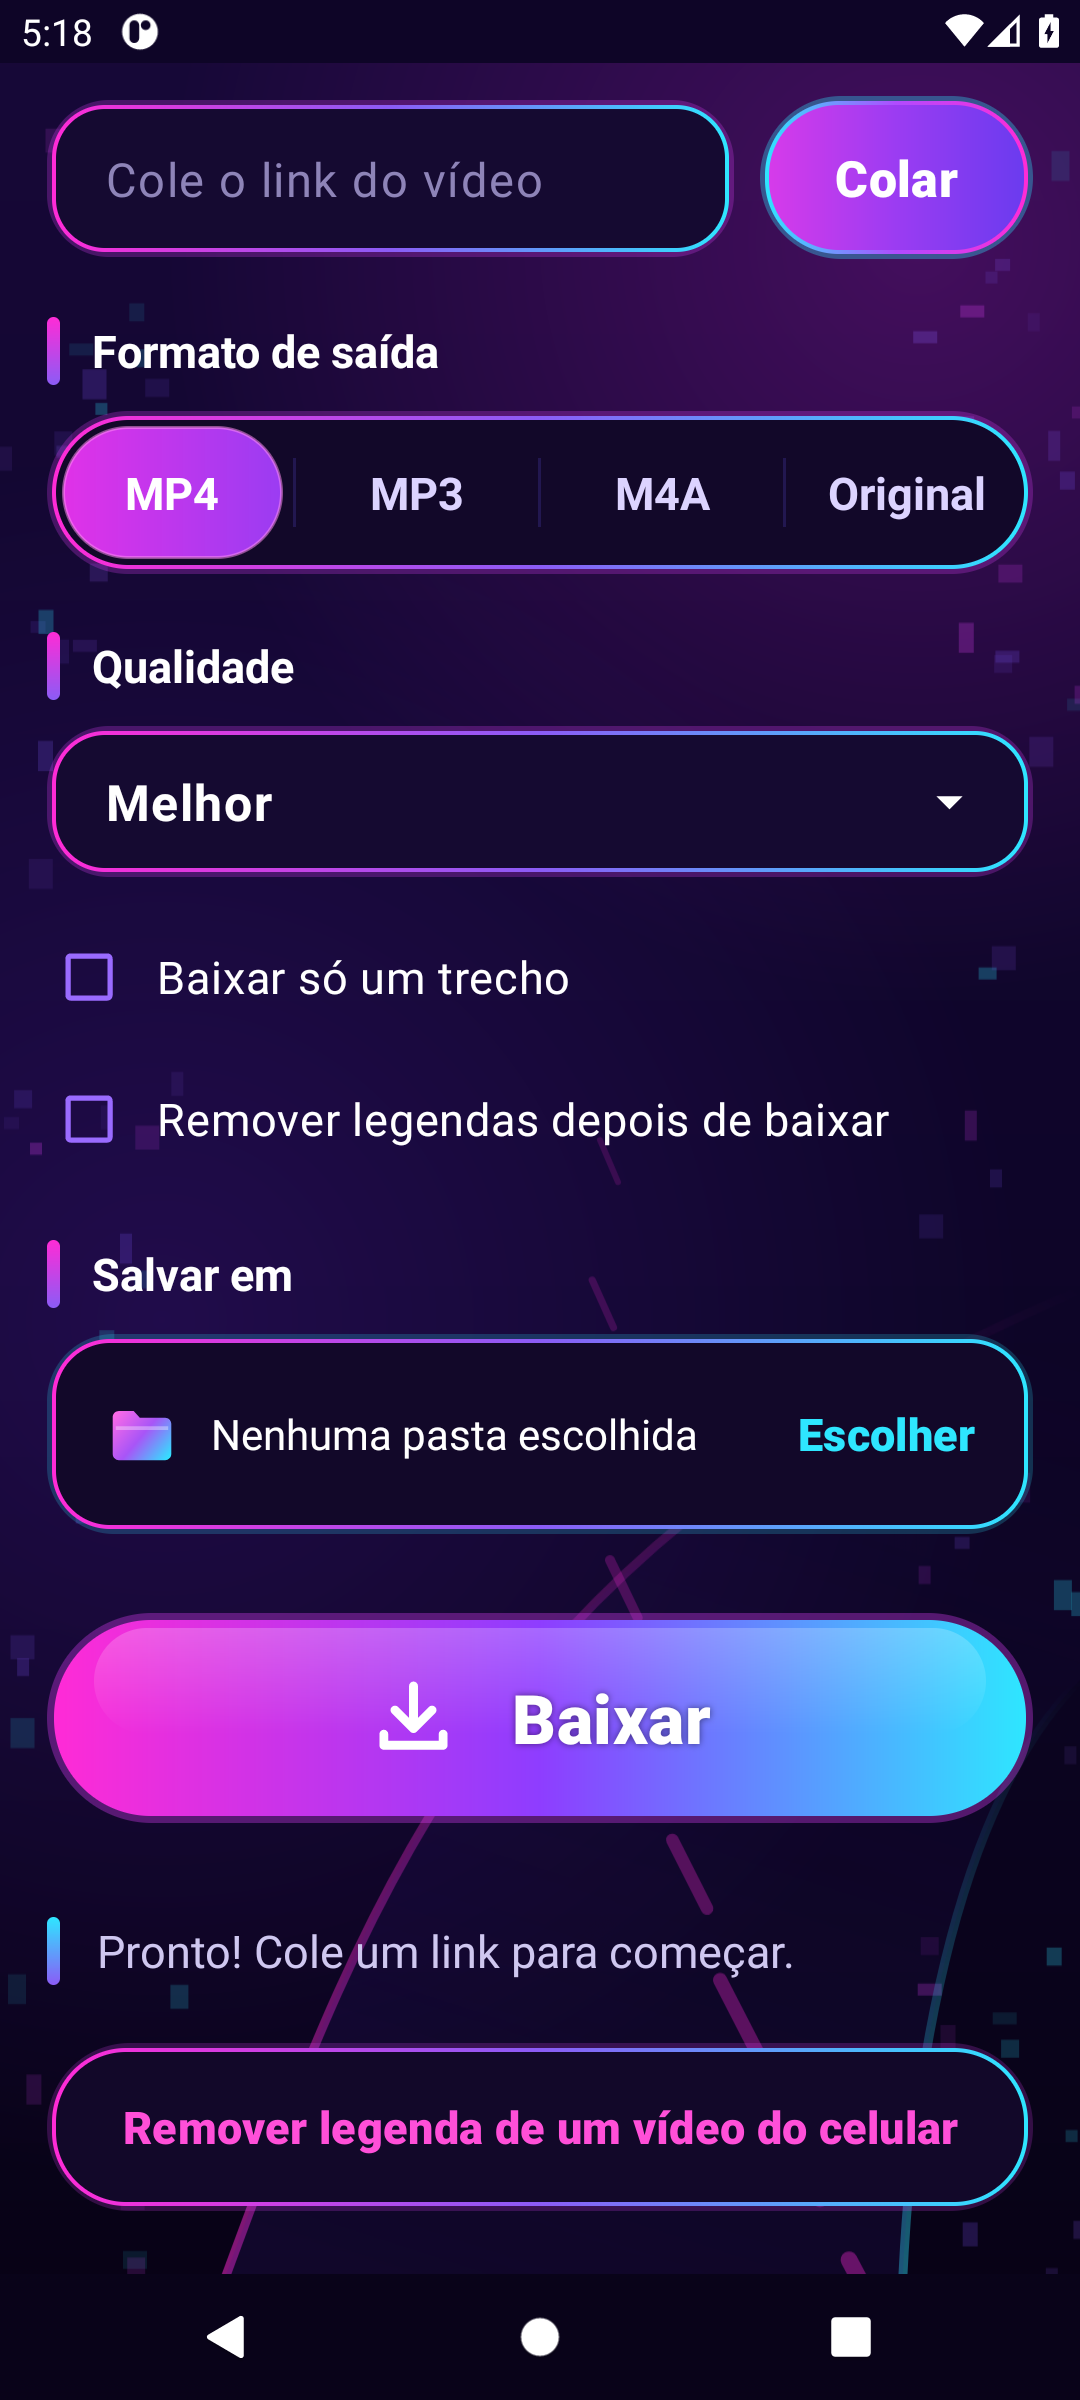 5:18
Cole o link do vídeo
Colar
Formato de saída
MP4 MP3 M4A Original
Qualidade
Melhor
Baixar só um trecho
Remover legendas depois de baixar
Salvar em
Nenhuma pasta escolhida Escolher
Baixar
Pronto! Cole um link para começar.
Remover legenda de um vídeo do celular